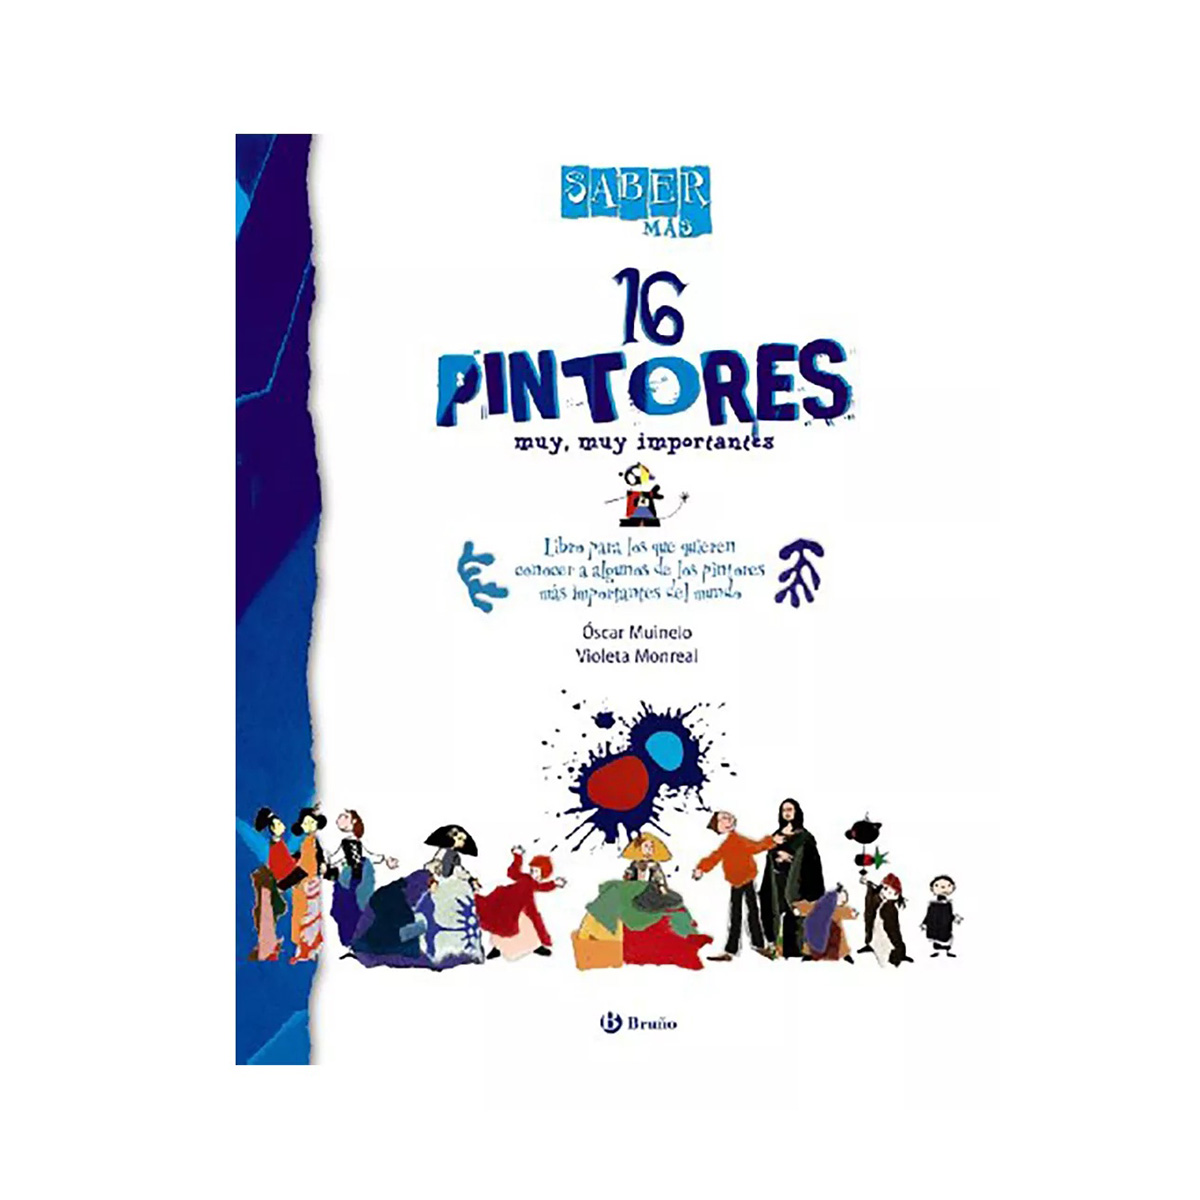 SABER
MÁS
16
PINTORES
muy, muy importantes
Libro para los que quieren
conocer a algunos de los pintores
más importantes del mundo
Óscar Muinelo
Violeta Monreal
B Bruño